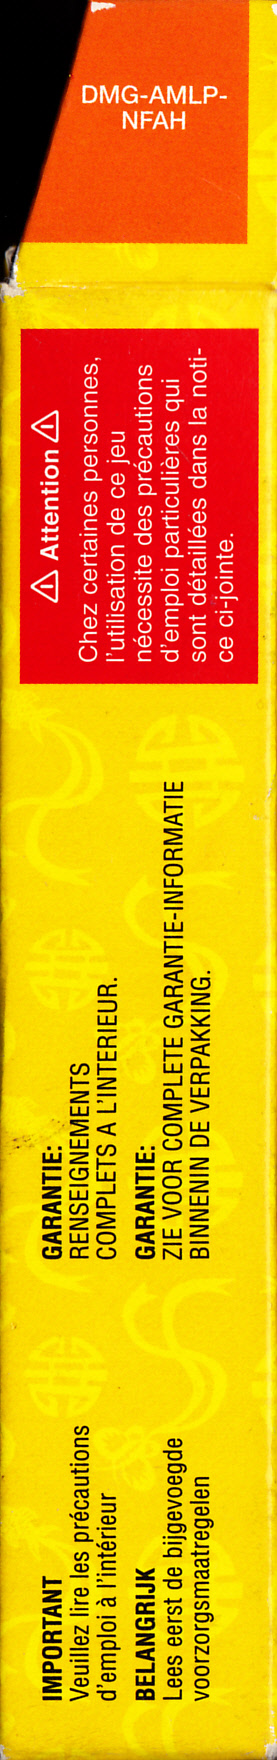 DMG-AMLP-
NFAH
⚠ Attention ⚠
Chez certaines personnes,
l'utilisation de ce jeu
nécessite des précautions
d'emploi particulières qui
sont détaillées dans la noti-
ce ci-jointe.
GARANTIE:
RENSEIGNEMENTS
COMPLETS A L'INTERIEUR.
GARANTIE:
ZIE VOOR COMPLETE GARANTIE-INFORMATIE
BINNENIN DE VERPAKKING.
IMPORTANT
Veuillez lire les précautions
d'emploi à l'intérieur
BELANGRIJK
Lees eerst de bijgevoegde
voorzorgsmaatregelen